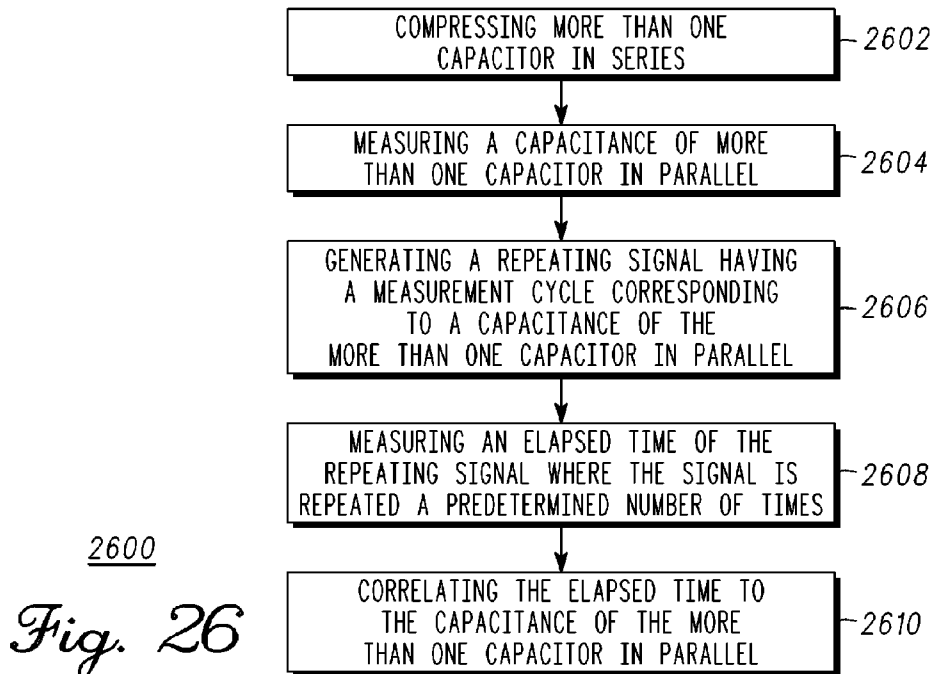 COMPRESSING MORE THAN ONE
CAPACITOR IN SERIES
2602
MEASURING A CAPACITANCE OF MORE
THAN ONE CAPACITOR IN PARALLEL
2604
GENERATING A REPEATING SIGNAL HAVING
A MEASUREMENT CYCLE CORRESPONDING
TO A CAPACITANCE OF THE
MORE THAN ONE CAPACITOR IN PARALLEL
2606
MEASURING AN ELAPSED TIME OF THE
REPEATING SIGNAL WHERE THE SIGNAL IS
REPEATED A PREDETERMINED NUMBER OF TIMES
2608
CORRELATING THE ELAPSED TIME TO
THE CAPACITANCE OF THE MORE
THAN ONE CAPACITOR IN PARALLEL
2610
2600
Fig. 26